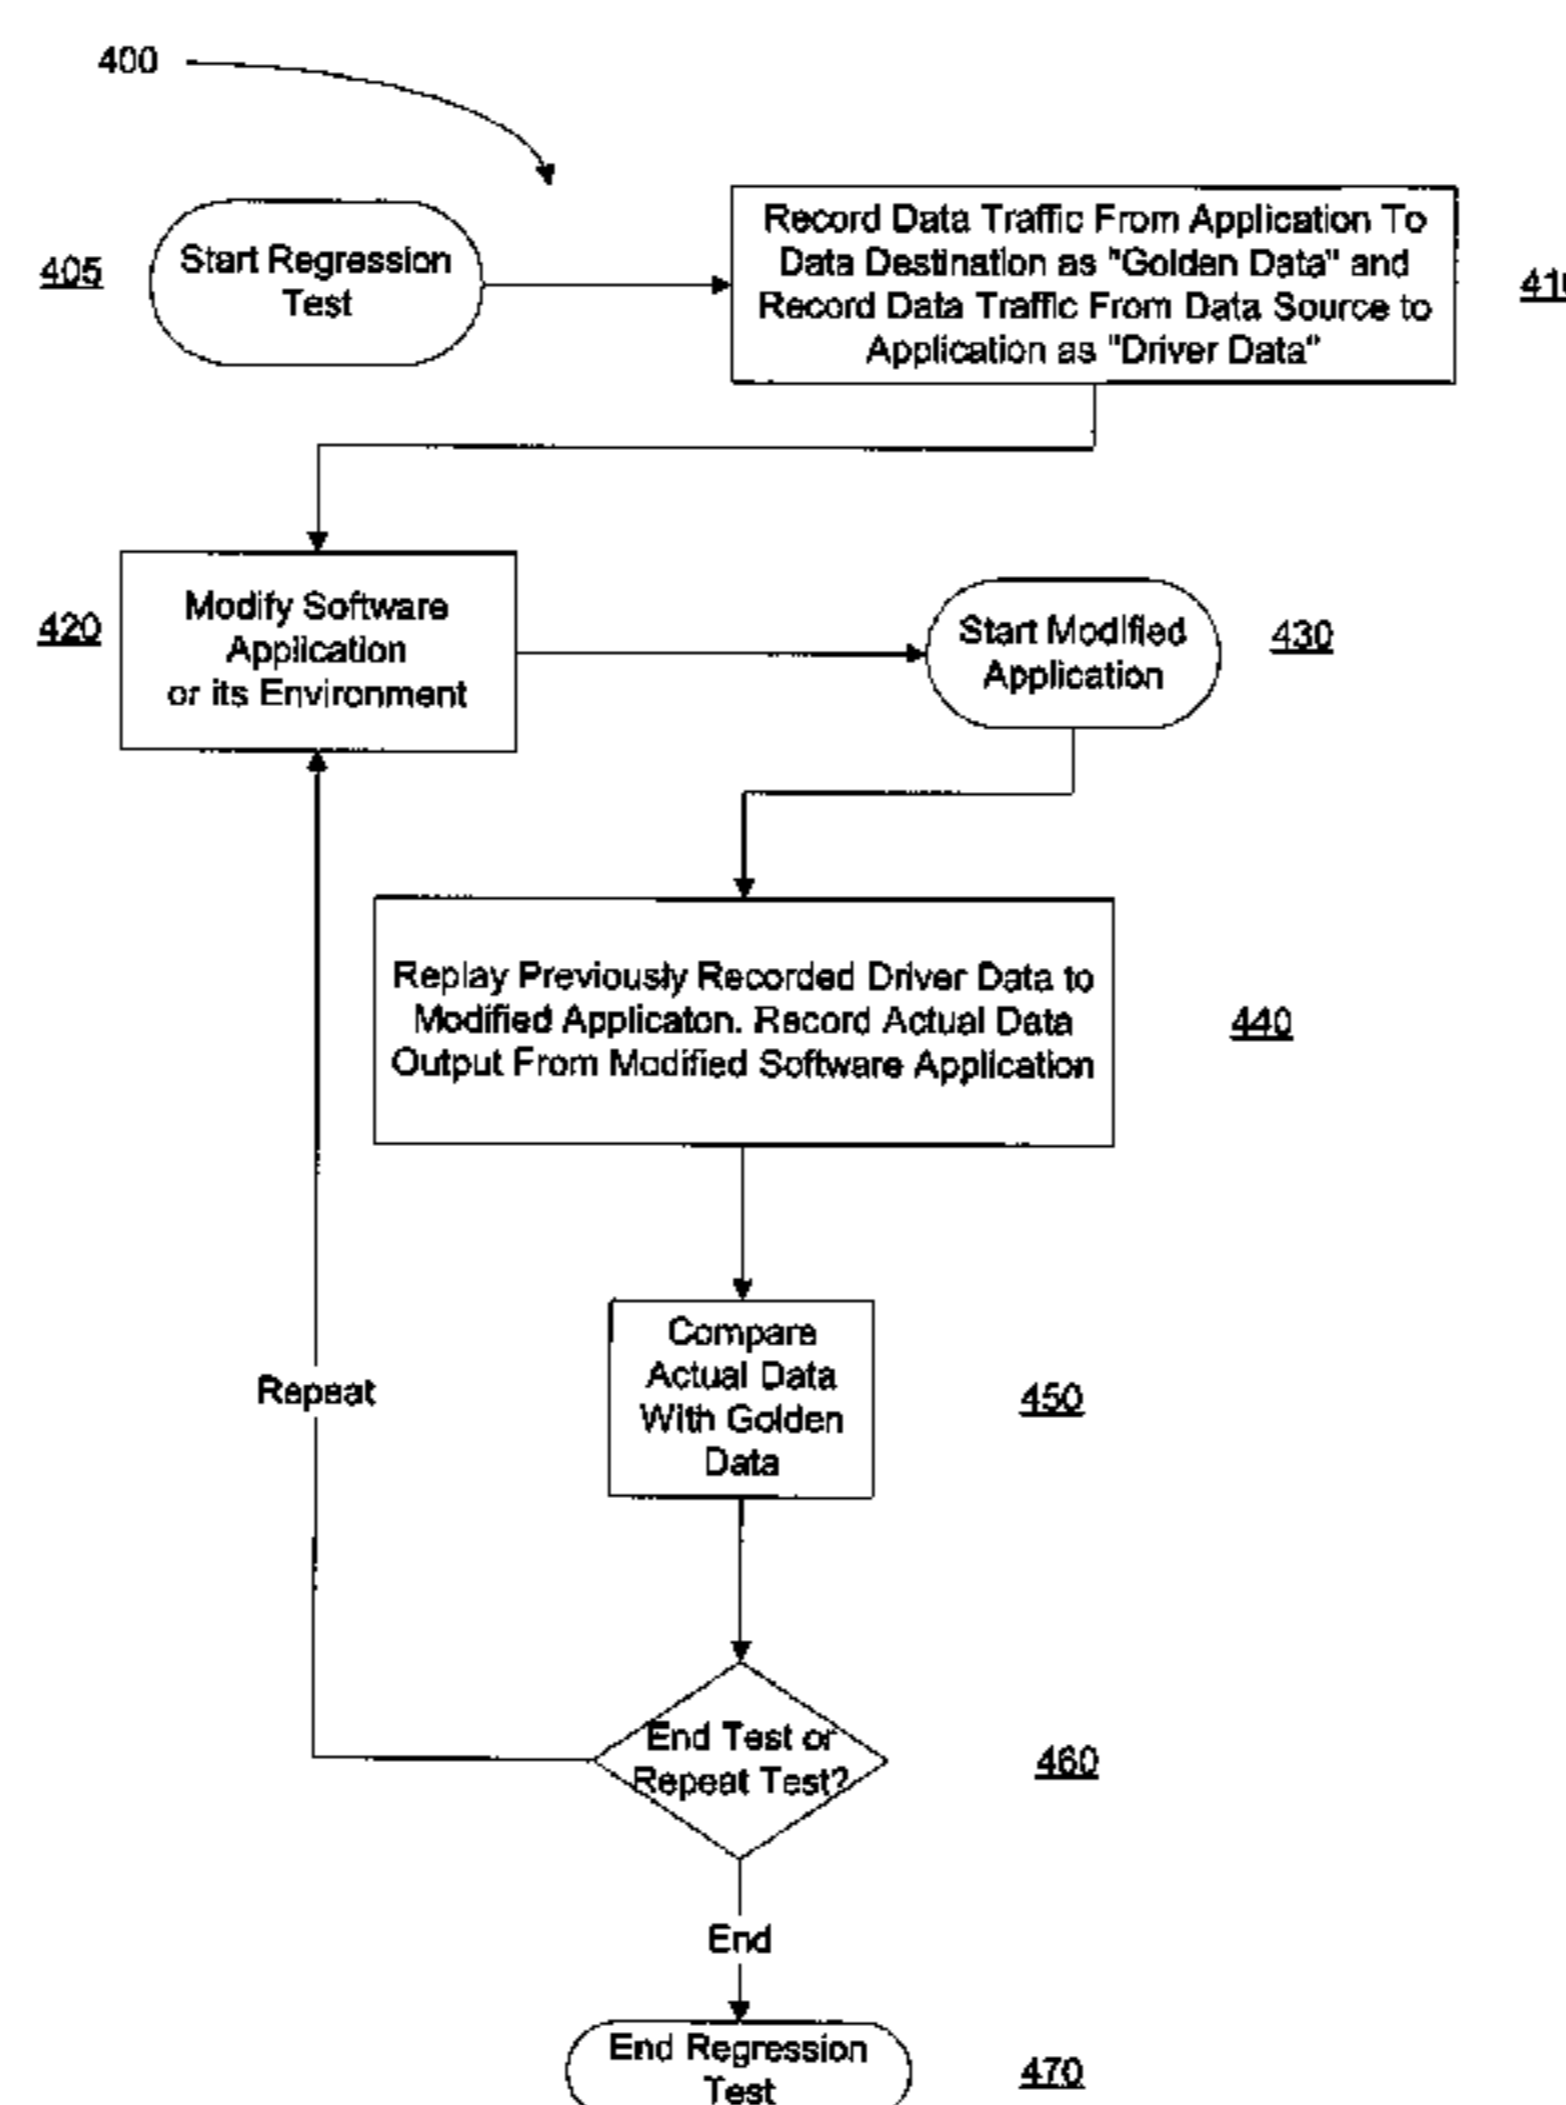 400
405
Start Regression
Test
Record Data Traffic From Application To
Data Destination as "Golden Data" and
Record Data Traffic From Data Source to
Application as "Driver Data"
410
420
Modify Software
Application
or its Environment
Start Modified
Application
430
Replay Previously Recorded Driver Data to
Modified Applicaton. Record Actual Data
Output From Modified Software Application
440
Compare
Actual Data
With Golden
Data
450
Repeat
End Test or
Repeat Test?
460
End
End Regression
Test
470